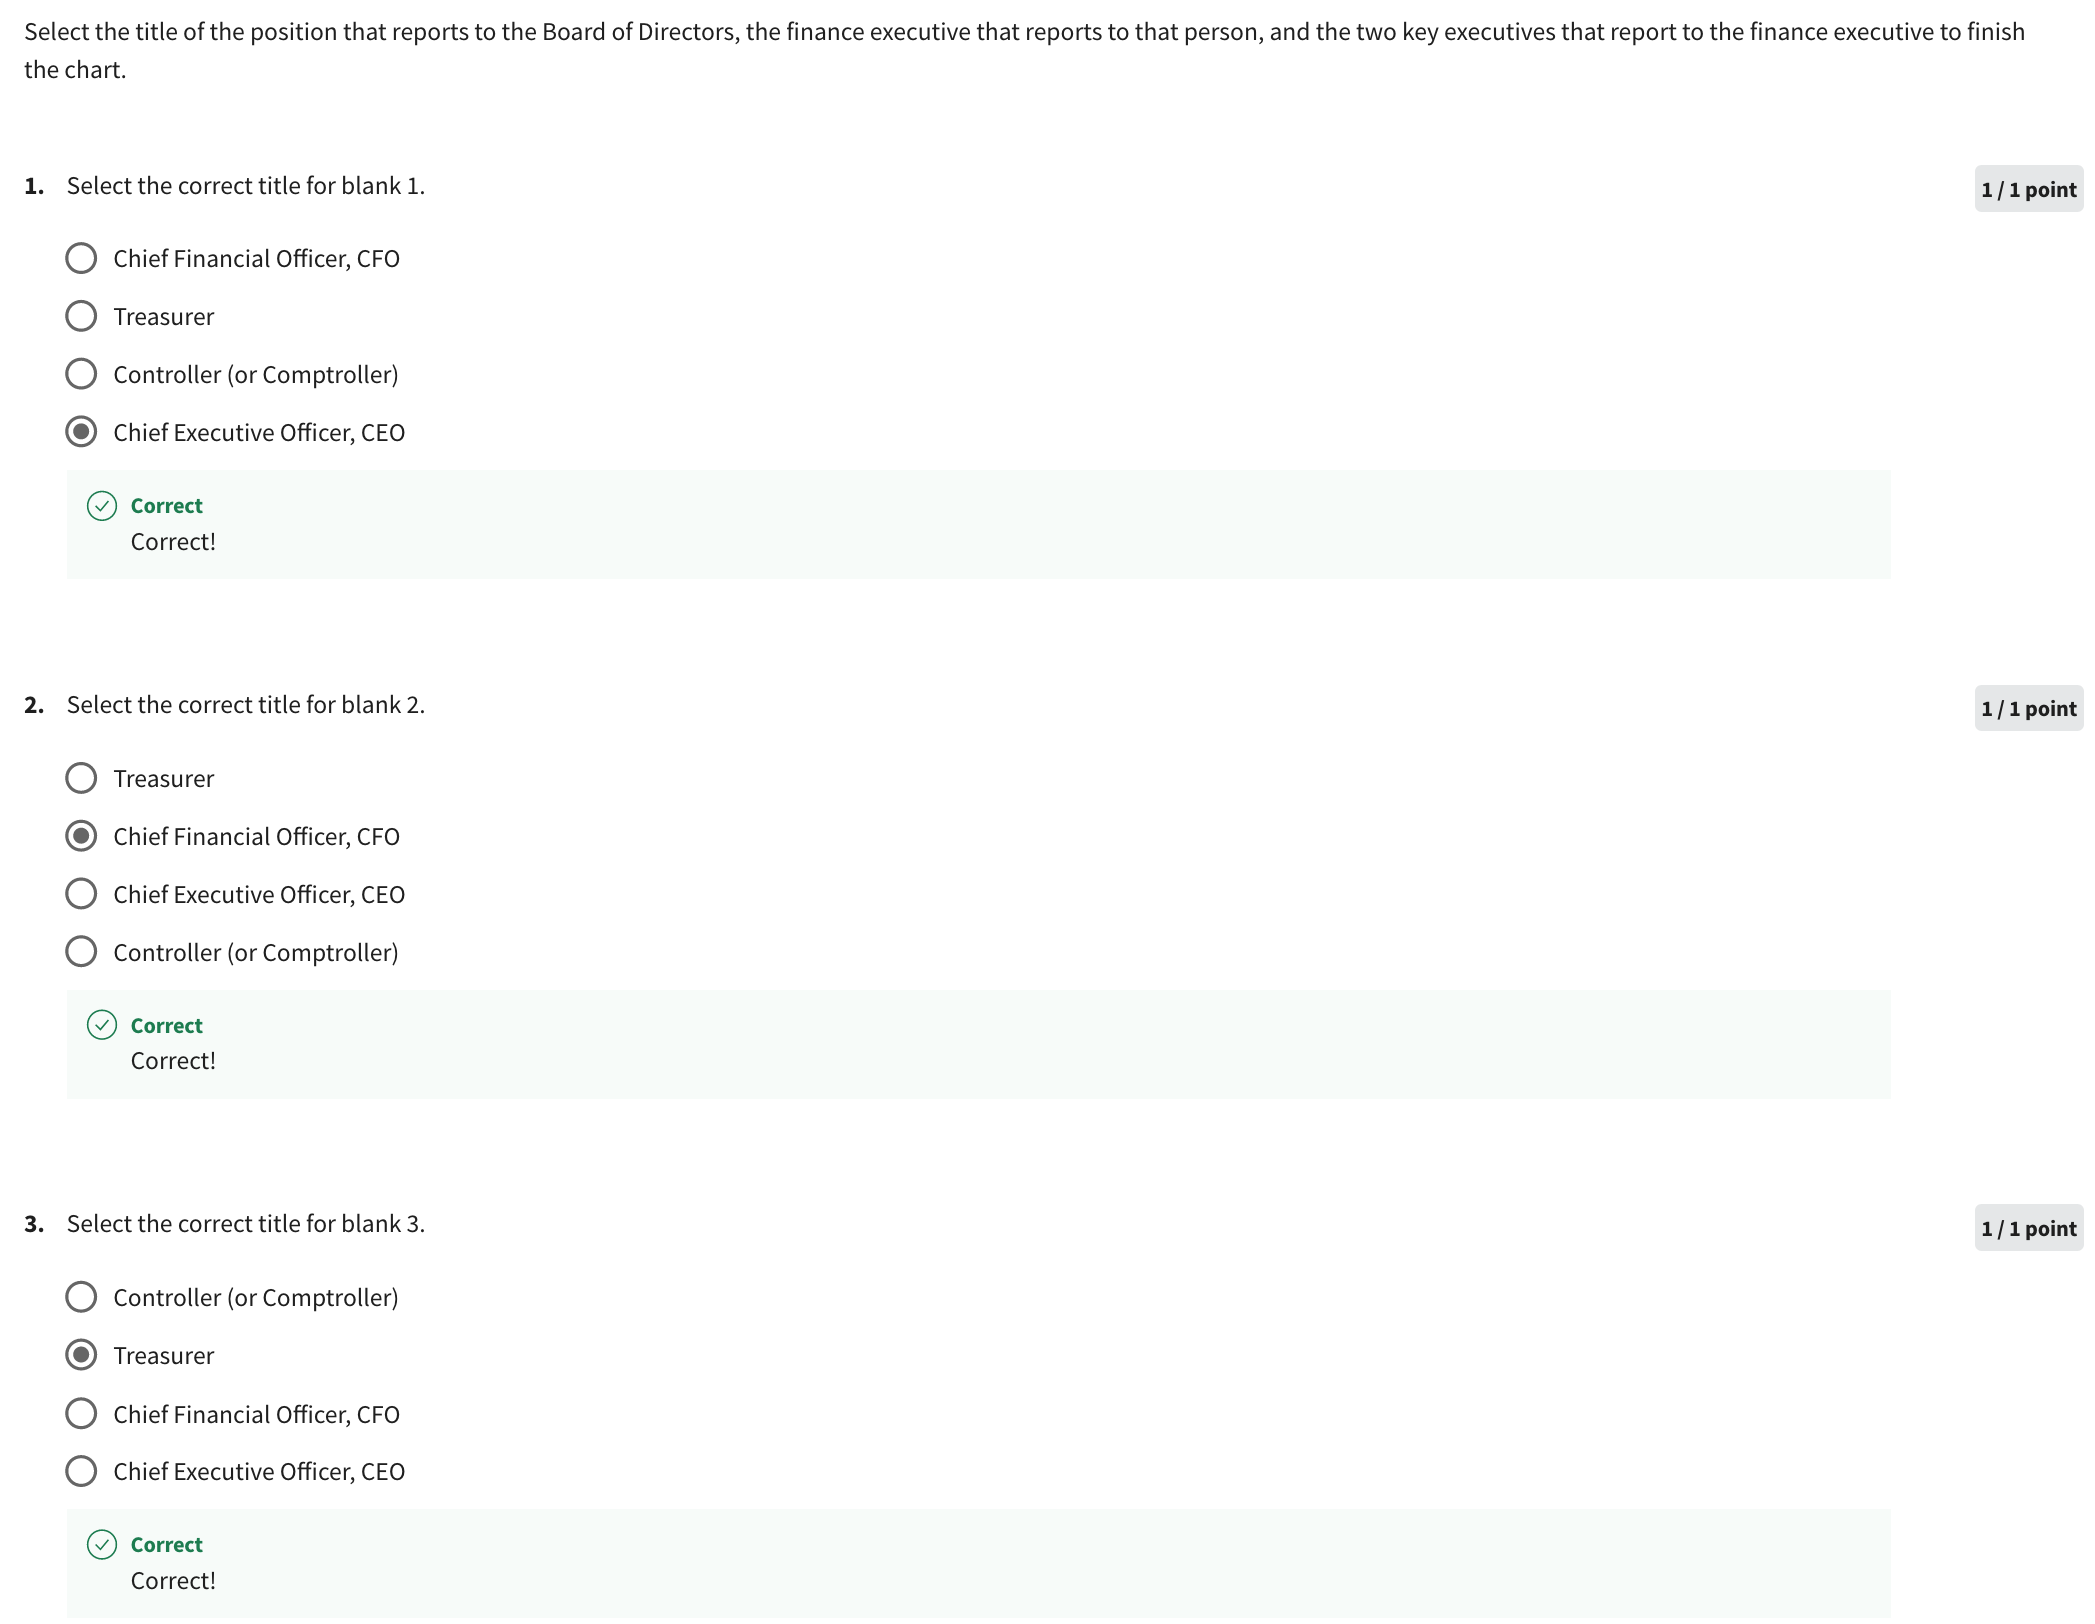 Select the title of the position that reports to the Board of Directors, the finance executive that reports to that person, and the two key executives that report to the finance executive to finish
the chart.
1. Select the correct title for blank 1.
1 / 1 point
Chief Financial Officer, CFO
Treasurer
Controller (or Comptroller)
Chief Executive Officer, CEO
Correct
Correct!
2. Select the correct title for blank 2.
1 / 1 point
Treasurer
Chief Financial Officer, CFO
Chief Executive Officer, CEO
Controller (or Comptroller)
Correct
Correct!
3. Select the correct title for blank 3.
1 / 1 point
Controller (or Comptroller)
Treasurer
Chief Financial Officer, CFO
Chief Executive Officer, CEO
Correct
Correct!